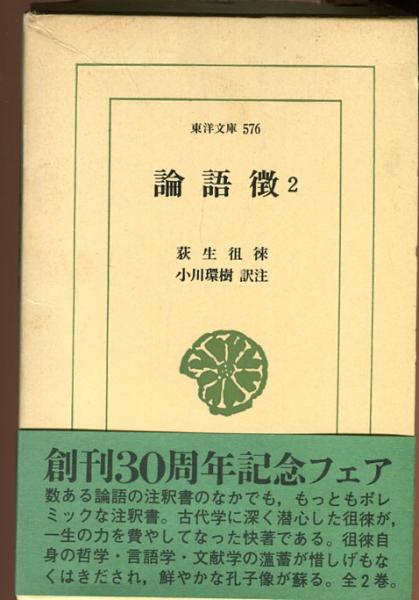 東洋文庫 576
論語徴 2
荻生徂徠
小川環樹 訳注
創刊30周年記念フェア
数ある論語の注釈書のなかでも，もっともポレ
ミックな注釈書。古代学に深く潜心した徂徠が，
一生の力を費やしてなった快著である。徂徠自
身の哲学・言語学・文献学の薀蓄が惜しげもな
くはきだされ，鮮やかな孔子像が蘇る。全2巻。